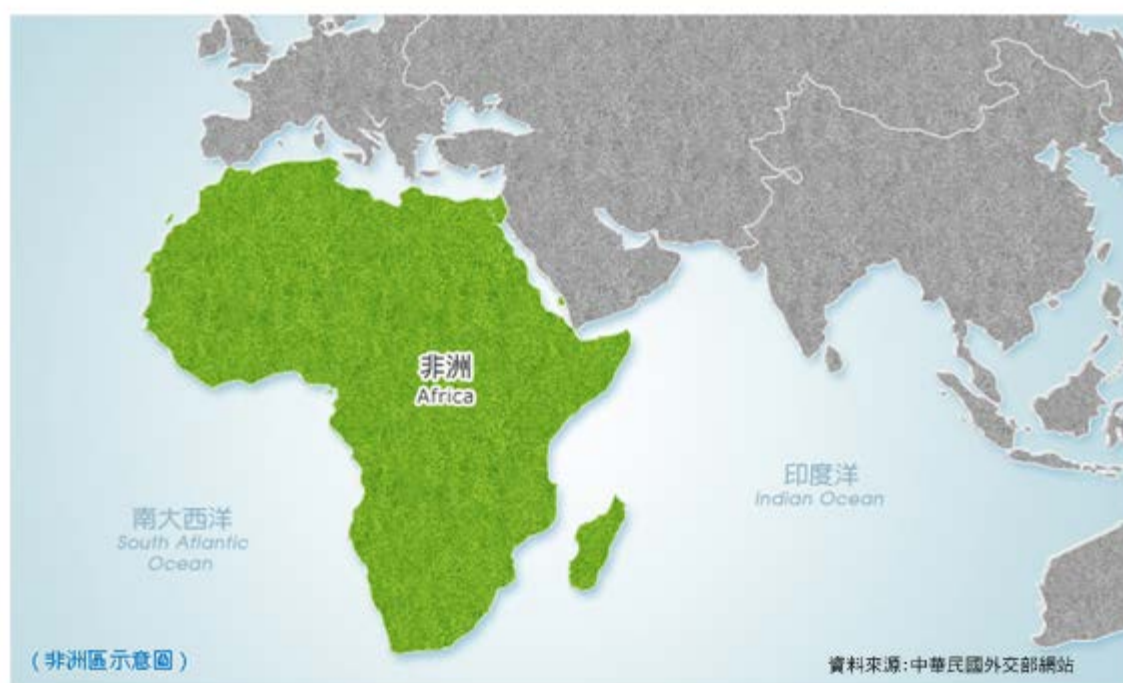 非洲
Africa
印度洋
Indian Ocean
南大西洋
South Atlantic
Ocean
(非洲區示意圖)
資料來源:中華民國外交部網站